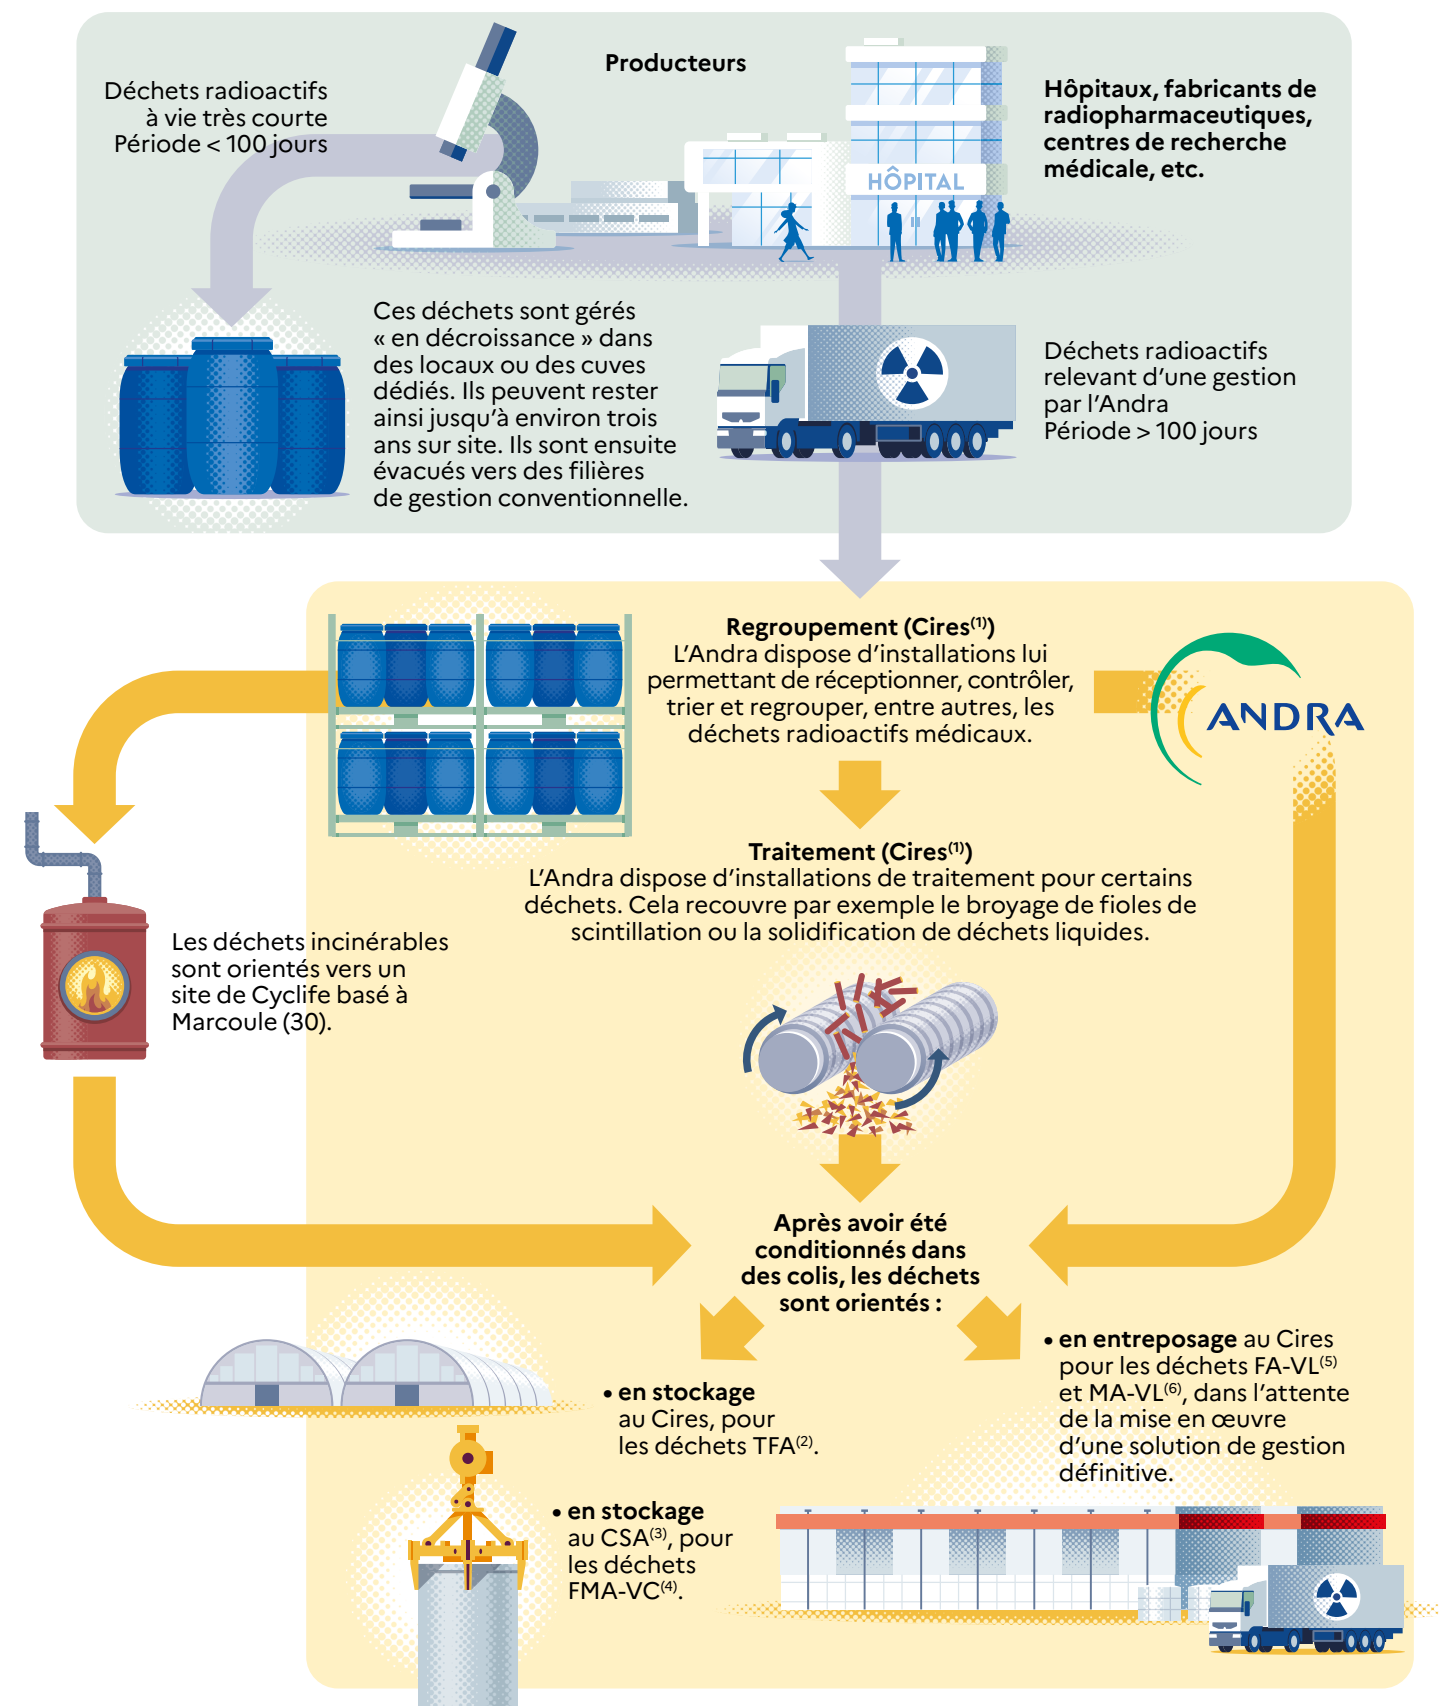 Producteurs
Déchets radioactifs
à vie très courte
Période < 100 jours
Hôpitaux, fabricants de
radiopharmaceutiques,
centres de recherche
médicale, etc.
HÔPITAL
Ces déchets sont gérés
« en décroissance » dans
des locaux ou des cuves
dédiés. Ils peuvent rester
ainsi jusqu’à environ trois
ans sur site. Ils sont ensuite
évacués vers des filières
de gestion conventionnelle.
Déchets radioactifs
relevant d’une gestion
par l’Andra
Période > 100 jours
Regroupement (Cires(1))
L’Andra dispose d’installations lui
permettant de réceptionner, contrôler,
trier et regrouper, entre autres, les
déchets radioactifs médicaux.
ANDRA
Traitement (Cires(1))
L’Andra dispose d’installations de traitement pour certains
déchets. Cela recouvre par exemple le broyage de fioles de
scintillation ou la solidification de déchets liquides.
Les déchets incinérables
sont orientés vers un
site de Cyclife basé à
Marcoule (30).
Après avoir été
conditionnés dans
des colis, les déchets
sont orientés :
• en stockage
au Cires, pour
les déchets TFA(2).
• en stockage
au CSA(3), pour
les déchets
FMA-VC(4).
• en entreposage au Cires
pour les déchets FA-VL(5)
et MA-VL(6), dans l’attente
de la mise en œuvre
d’une solution de gestion
définitive.